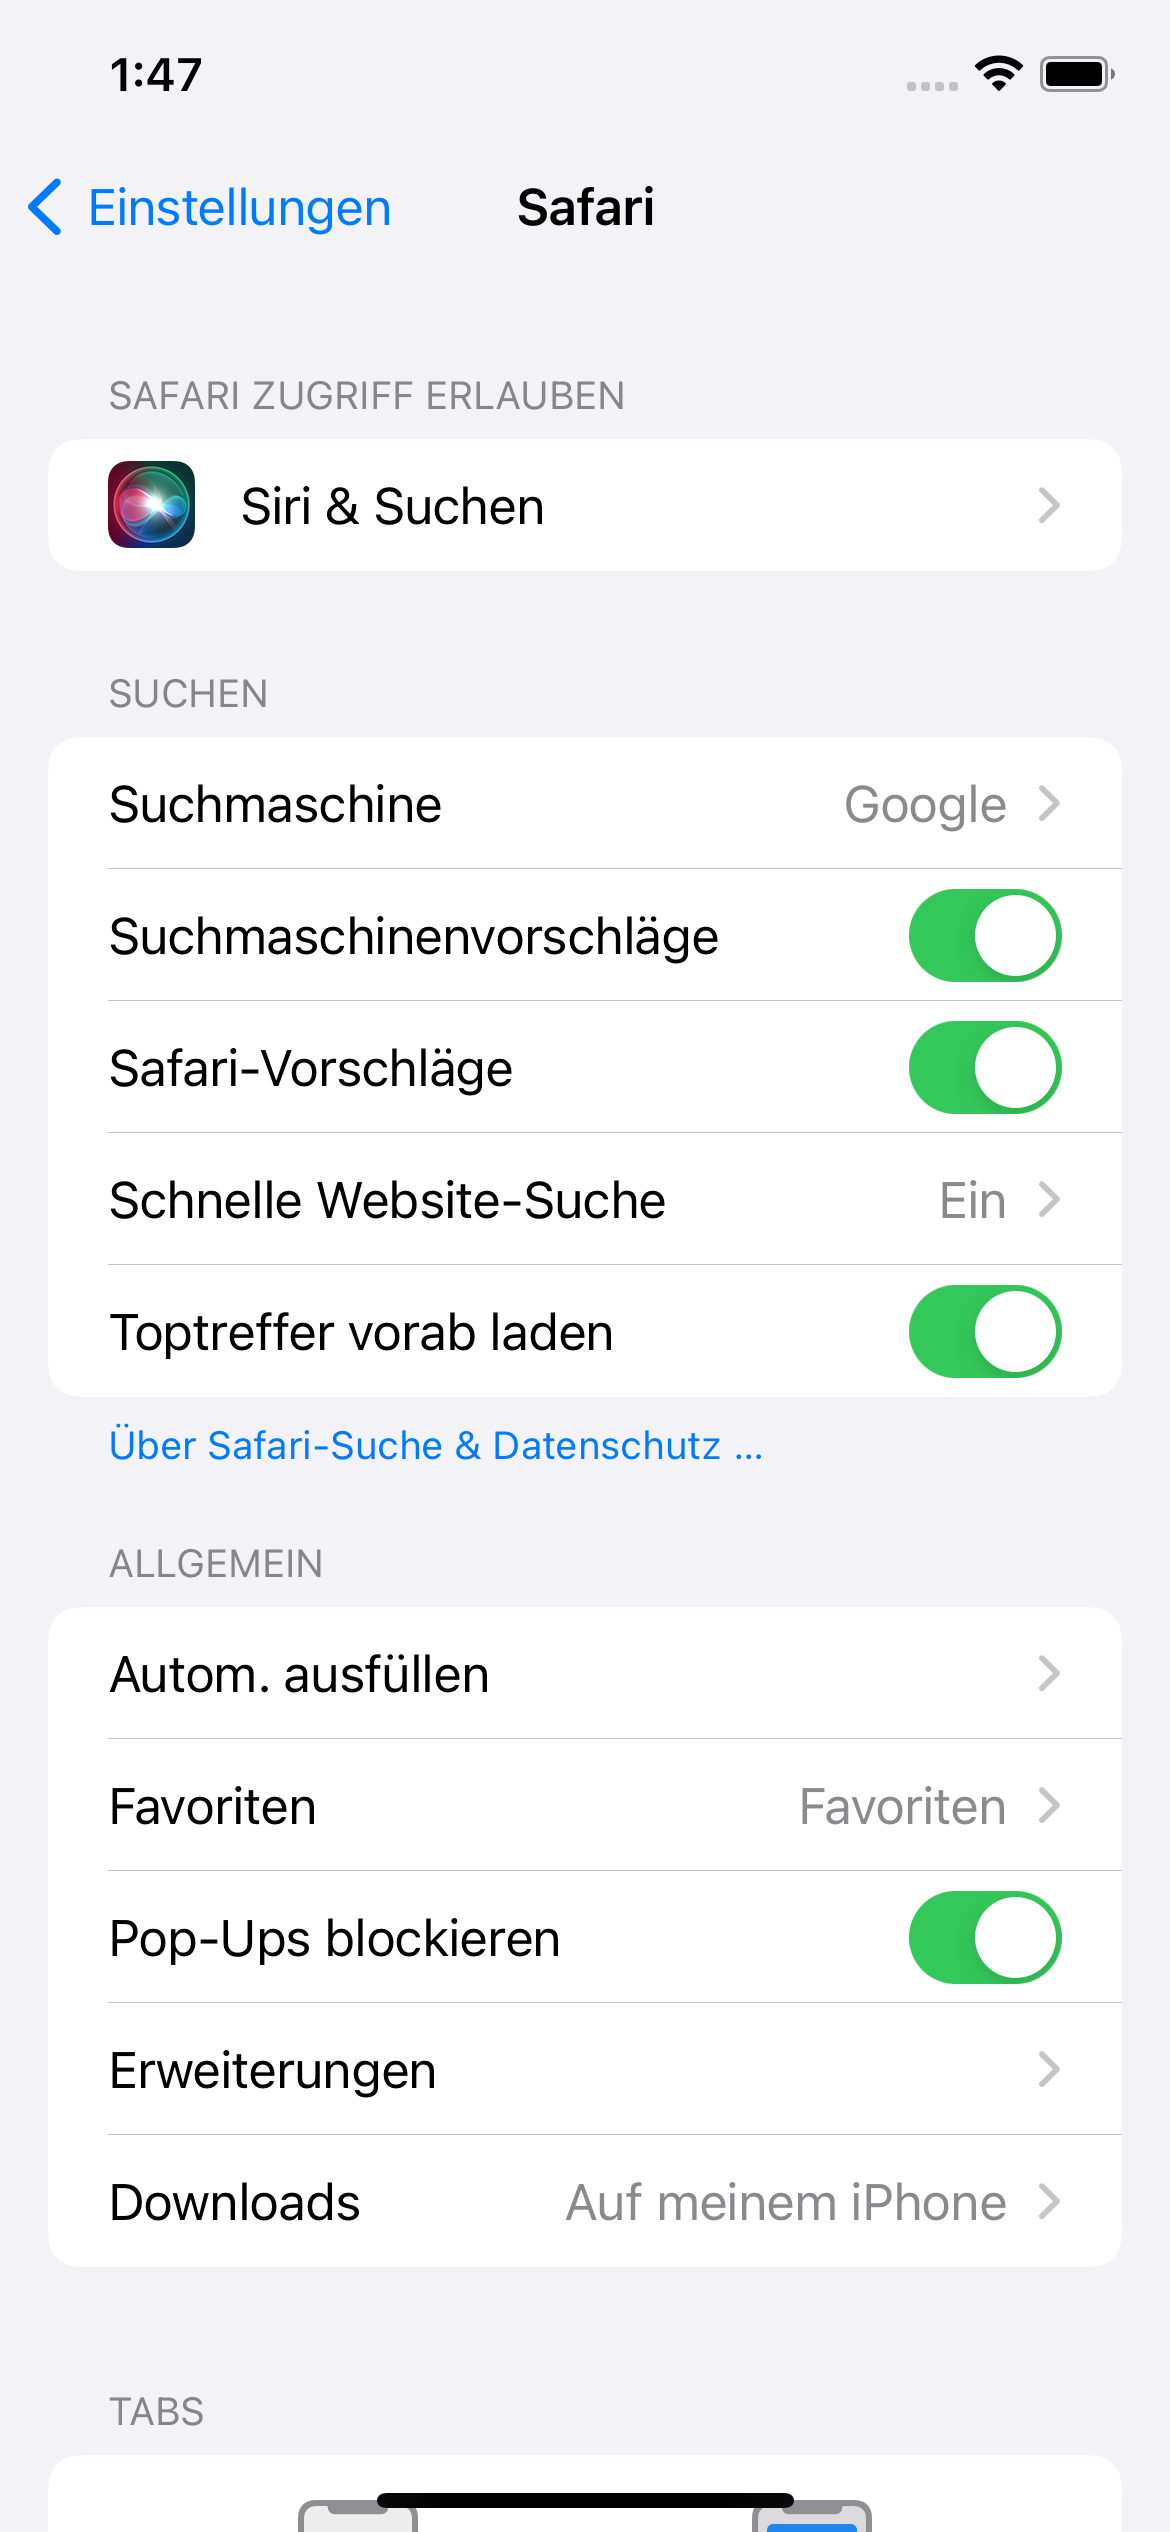 1:47
Einstellungen
Safari
SAFARI ZUGRIFF ERLAUBEN
Siri & Suchen
SUCHEN
Suchmaschine Google
Suchmaschinenvorschläge
Safari-Vorschläge
Schnelle Website-Suche Ein
Toptreffer vorab laden
Über Safari-Suche & Datenschutz ...
ALLGEMEIN
Autom. ausfüllen
Favoriten Favoriten
Pop-Ups blockieren
Erweiterungen
Downloads Auf meinem iPhone
TABS